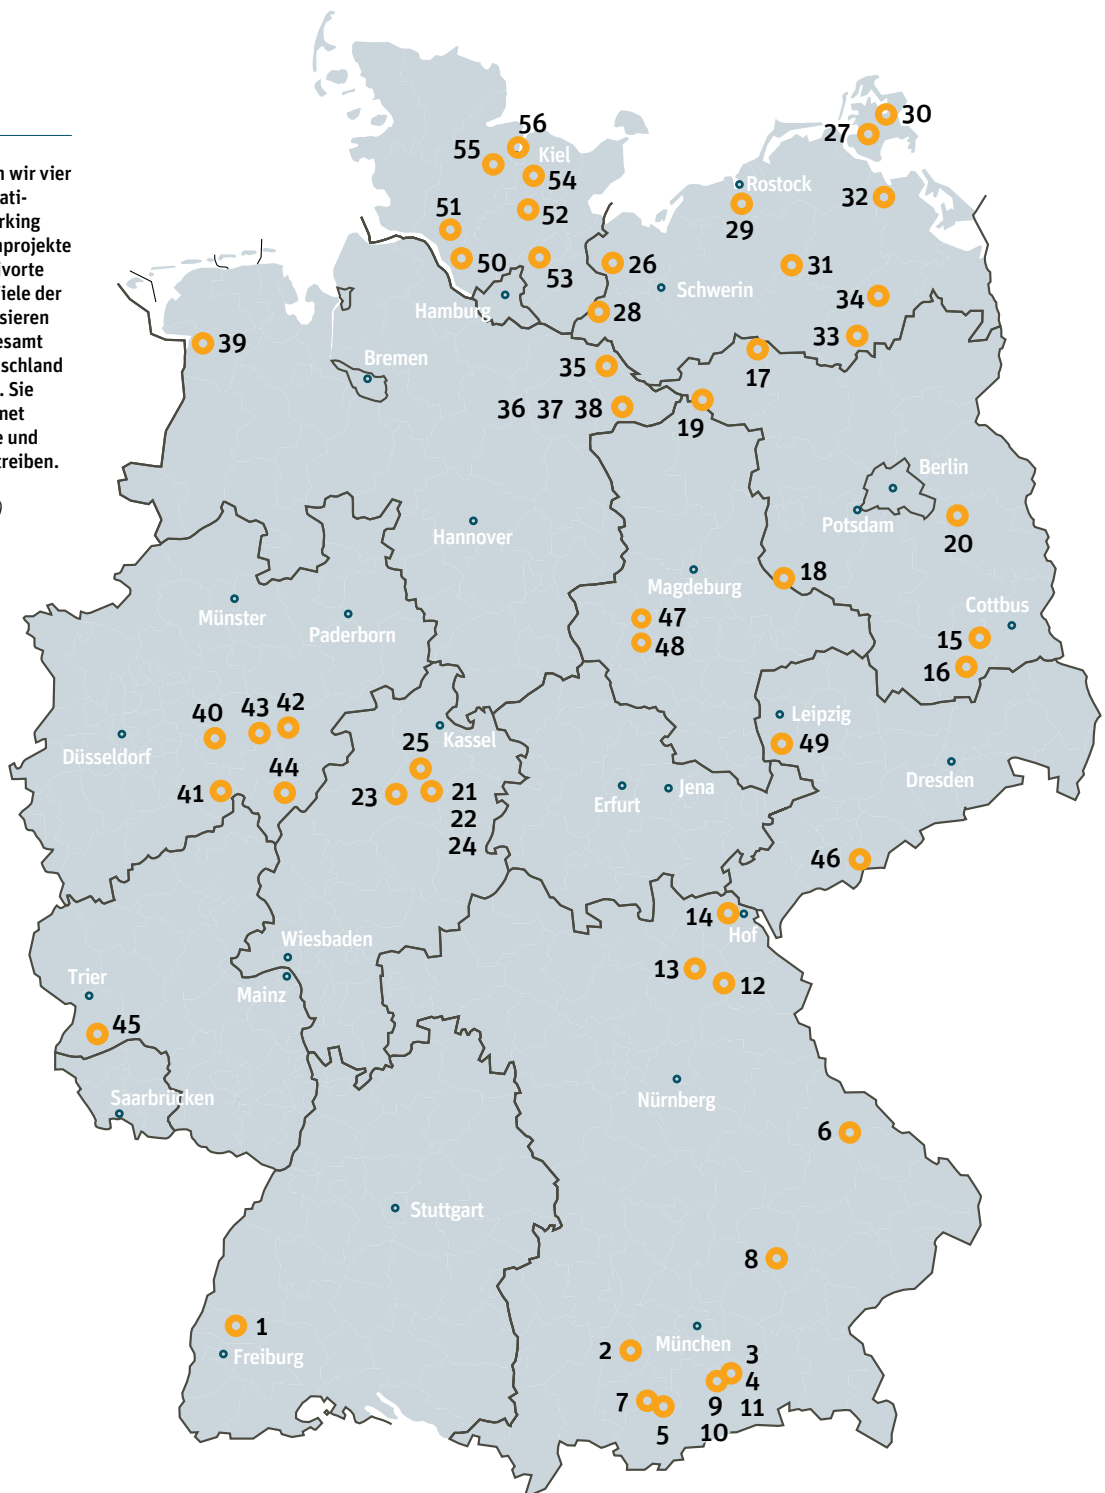 n wir vier
ati-
rking
nprojekte
ivorte
Viele der
sieren
esamt
schland
. Sie
net
e und
treiben.
)
56
30
27
55
Kiel
54
Rostock
32
51
52
29
50
53
26
31
Schwerin
Hamburg
28
34
39
33
Bremen
35
17
36 37 38
19
Berlin
Potsdam
20
Hannover
18
Magdeburg
Münster
Cottbus
47
Paderborn
15
48
16
40 43 42
Leipzig
Düsseldorf
Kassel
49
25
Dresden
41
44
23
21
Erfurt
Jena
22
24
46
14
Hof
Wiesbaden
13
12
Trier
Mainz
45
Saarbrücken
Nürnberg
6
Stuttgart
8
1
München
2
3
Freiburg
4
7
9
11
5
10